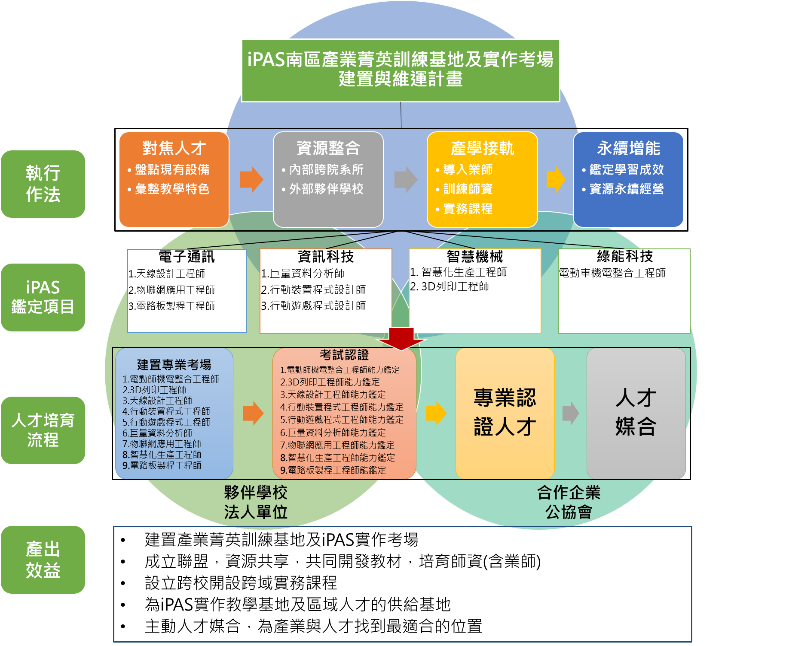 iPAS南區產業菁英訓練基地及實作考場
建置與維運計畫
執行
作法
對焦人才
• 盤點現有設備
• 彙整教學特色
資源整合
• 內部跨院系所
• 外部夥伴學校
產學接軌
• 導入業師
• 訓練師資
• 實務課程
永續增能
• 鑑定學習成效
• 資源永續經營
iPAS
鑑定項目
電子通訊
1.天線設計工程師
2.物聯網應用工程師
3.電路板製程工程師
資訊科技
1.巨量資料分析師
2.行動裝置程式設計師
3.行動遊戲程式設計師
智慧機械
1. 智慧化生產工程師
2. 3D列印工程師
綠能科技
電動車機電整合工程師
人才培育
流程
建置專業考場
1.電動師機電整合工程師
2.3D列印工程師
3.天線設計工程師
4.行動裝置程式工程師
5.行動遊戲程式工程師
6.巨量資料分析師
7.物聯網應用工程師
8.智慧化生產工程師
9.電路板製程工程師
考試認證
1.電動師機電整合工程師能力鑑定
2.3D列印工程師能力鑑定
3.天線設計工程師能力鑑定
4.行動裝置程式工程師能力鑑定
5.行動遊戲程式工程師能力鑑定
6.巨量資料分析師能力鑑定
7.物聯網應用工程師能力鑑定
8.智慧化生產工程師能力鑑定
9.電路板製程工程師能鑑定
專業認
證人才
人才
媒合
夥伴學校
法人單位
合作企業
公協會
產出
效益
• 建置產業菁英訓練基地及iPAS實作考場
• 成立聯盟，資源共享，共同開發教材，培育師資(含業師)
• 設立跨校開設跨域實務課程
• 為iPAS實作教學基地及區域人才的供給基地
• 主動人才媒合，為產業與人才找到最適合的位置